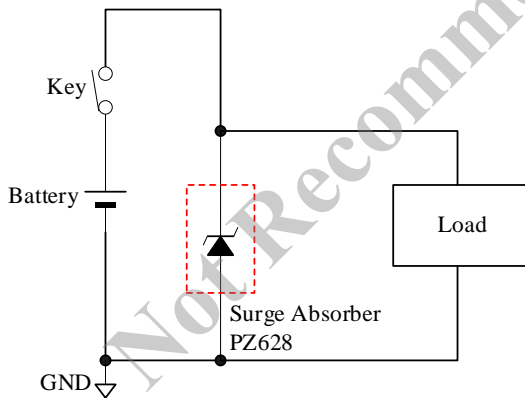 Key
Battery
Load
Surge Absorber
PZ628
GND
Not Recomm